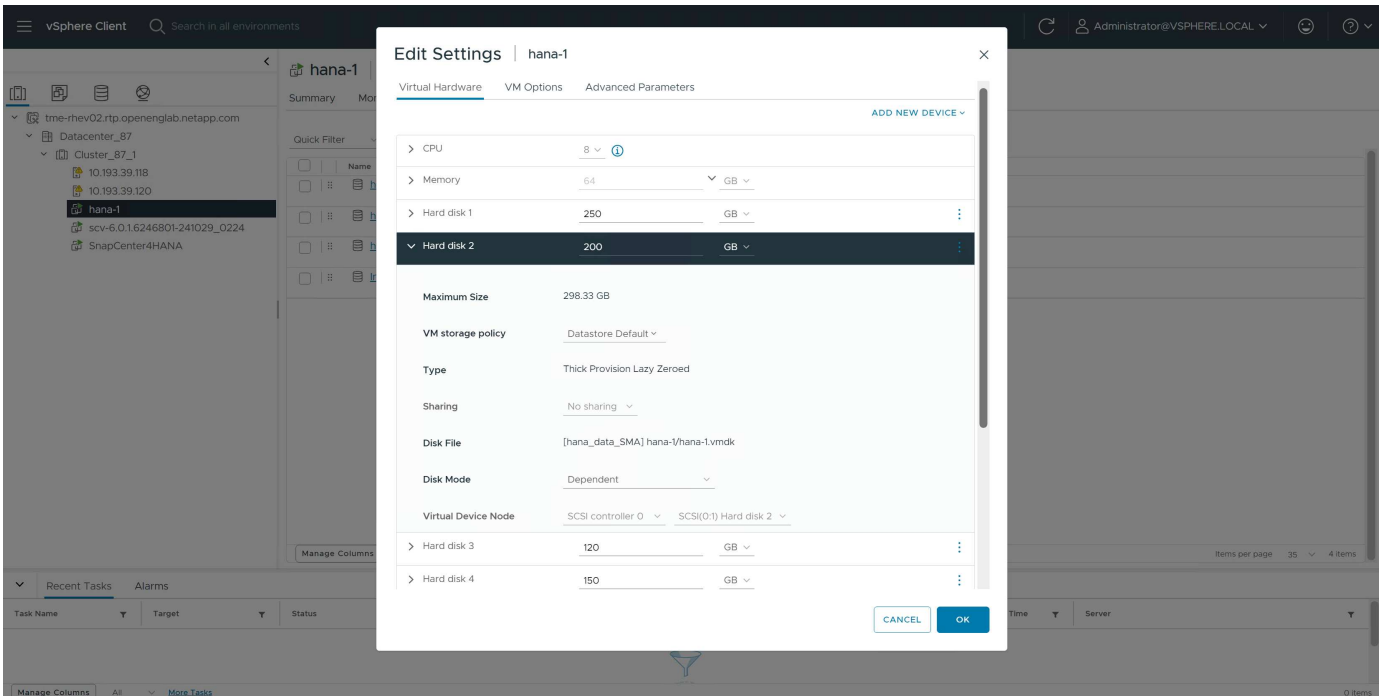 vSphere Client
Search in all environments
Administrator@VSPHERE.LOCAL
hana-1
Summary
tme-rhev02.rtp.openenglab.netapp.com
Datacenter_87
Cluster_87_1
10.193.39.118
10.193.39.120
hana-1
scv-6.0.1.6246801-241029_0224
SnapCenter4HANA
Quick Filter
Name
Manage Columns
Edit Settings | hana-1
Virtual Hardware VM Options Advanced Parameters
ADD NEW DEVICE
CPU 8
Memory 64 GB
Hard disk 1 250 GB
Hard disk 2 200 GB
Maximum Size 298.33 GB
VM storage policy Datastore Default
Type Thick Provision Lazy Zeroed
Sharing No sharing
Disk File [hana_data_SMA] hana-1/hana-1.vmdk
Disk Mode Dependent
Virtual Device Node SCSI controller 0 SCSI(0:1) Hard disk 2
Hard disk 3 120 GB
Hard disk 4 150 GB
CANCEL OK
Items per page 35 4 items
Recent Tasks Alarms
Task Name Target Status Time Server
Manage Columns All More Tasks 0 items